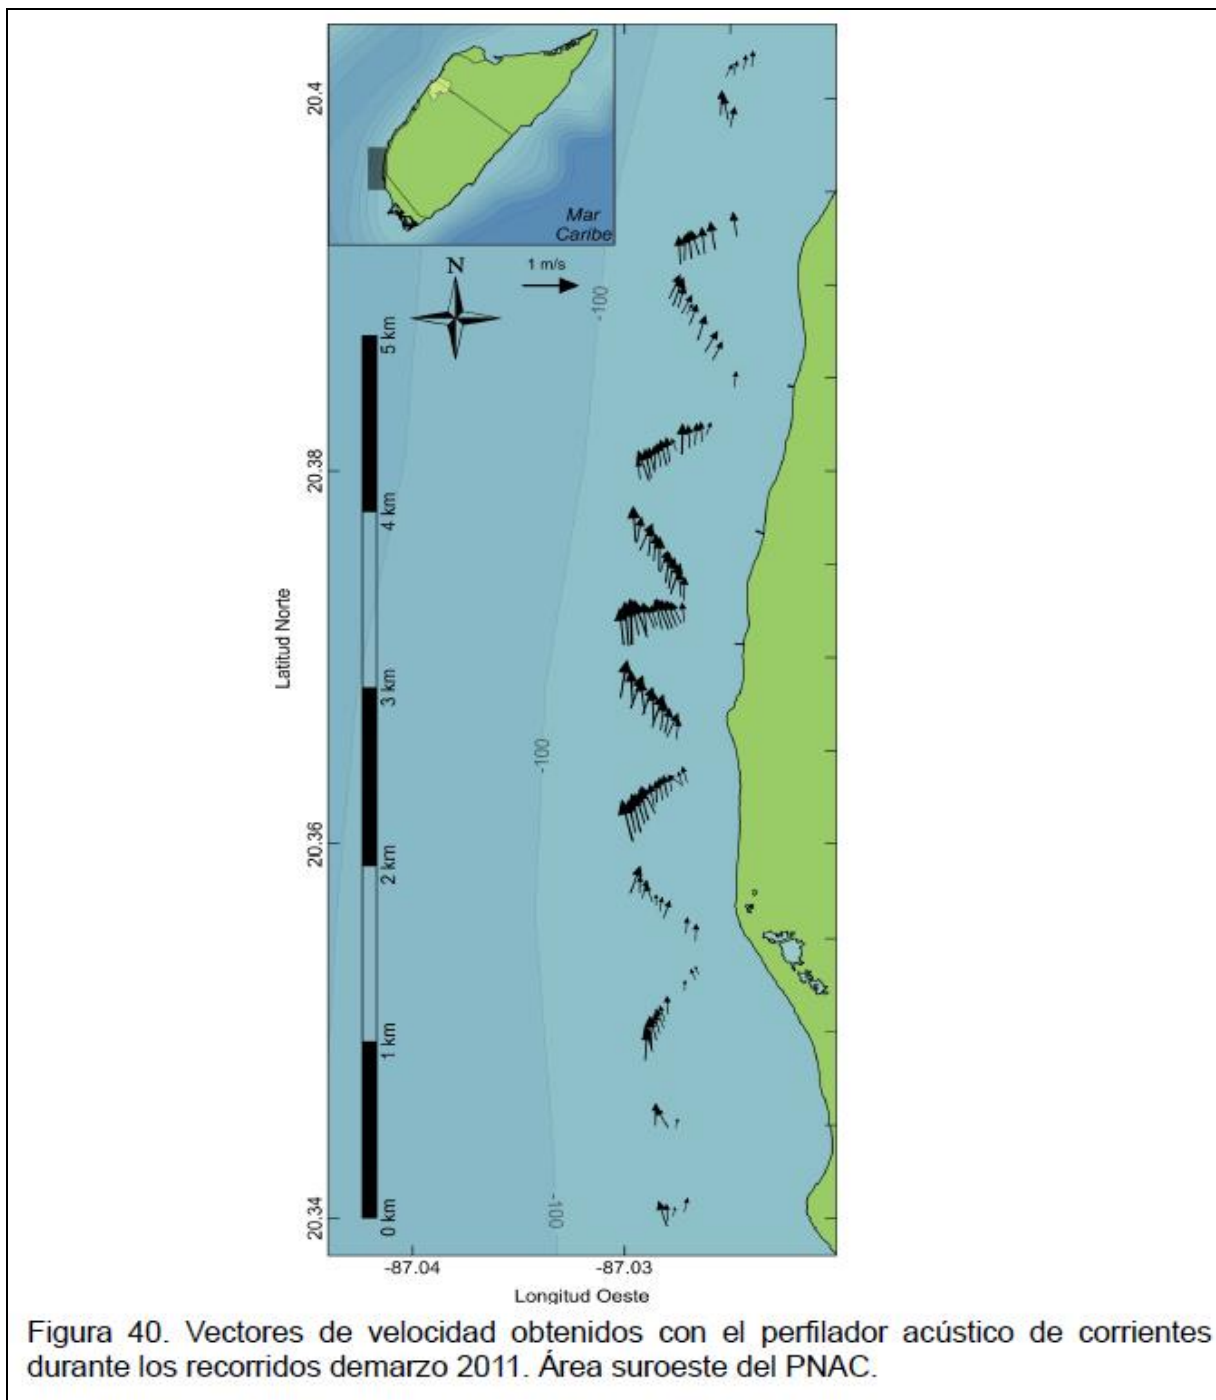 Mar
Caribe
N
1 m/s
20.4
-100
5 km
20.38
4 km
Latitud Norte
3 km
-100
20.36
2 km
1 km
-100
20.34
0 km
-87.04
-87.03
Longitud Oeste
Figura 40. Vectores de velocidad obtenidos con el perfilador acústico de corrientes
durante los recorridos demarzo 2011. Área suroeste del PNAC.